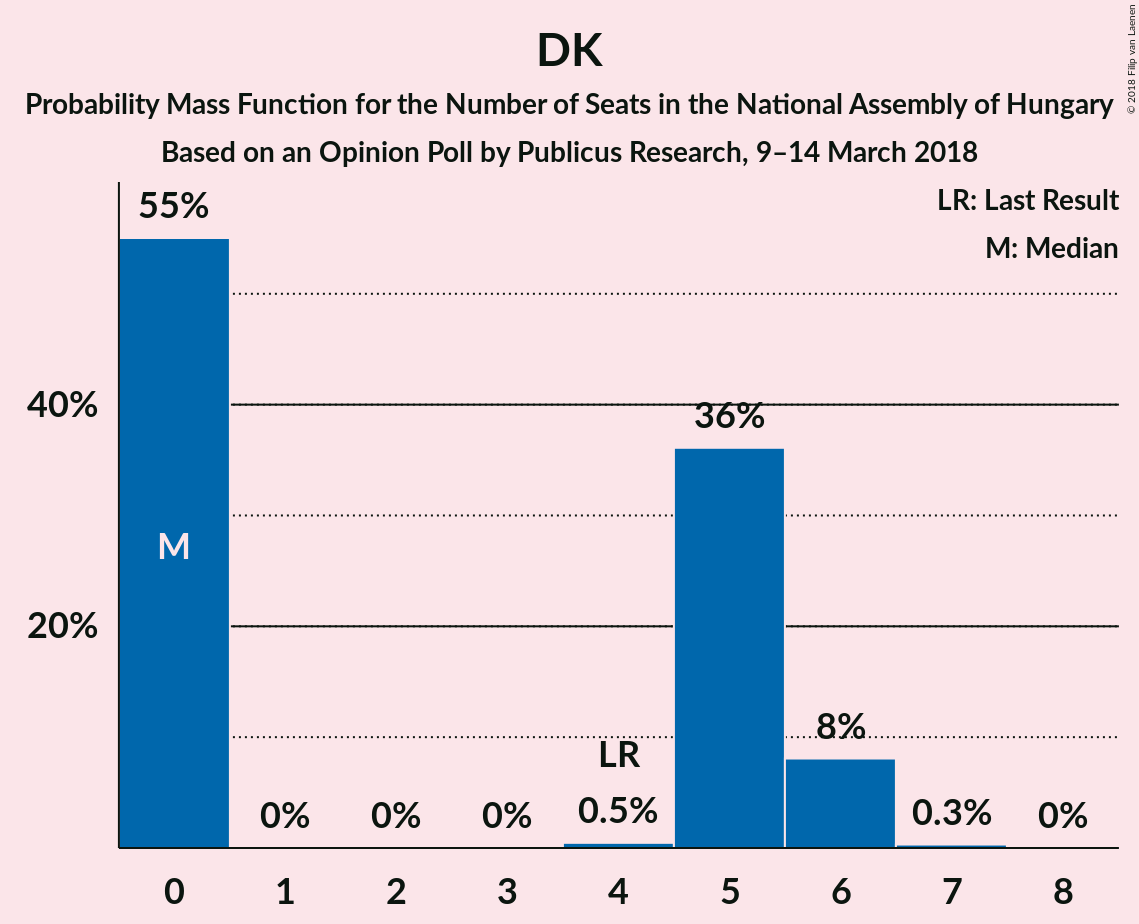 DK
Probability Mass Function for the Number of Seats in the National Assembly of Hungary
Based on an Opinion Poll by Publicus Research, 9–14 March 2018
© 2018 Filip van Laenen
LR: Last Result
M: Median
55%
40%
36%
M
20%
8%
LR
0%
0%
0%
0.5%
0.3%
0%
0 1 2 3 4 5 6 7 8